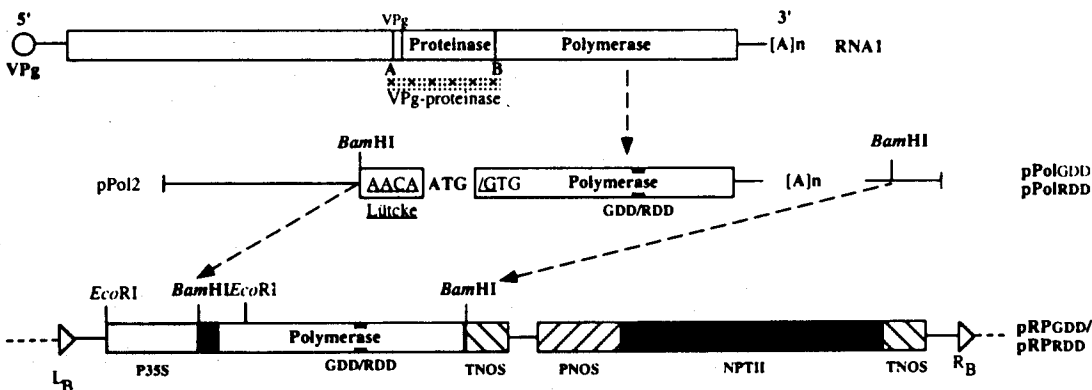 5' VPg 3'
Proteinase Polymerase [A]n RNA1
VPg A B
VPg-proteinase
BamHI BamHI
pPol2 AACA ATG /GTG Polymerase [A]n pPolGDD
pPolRDD
Lütcke GDD/RDD
EcoRI BamHI EcoRI BamHI
Polymerase pRPGDD/
pRPRDD
LB P35S GDD/RDD TNOS PNOS NPTII TNOS RB